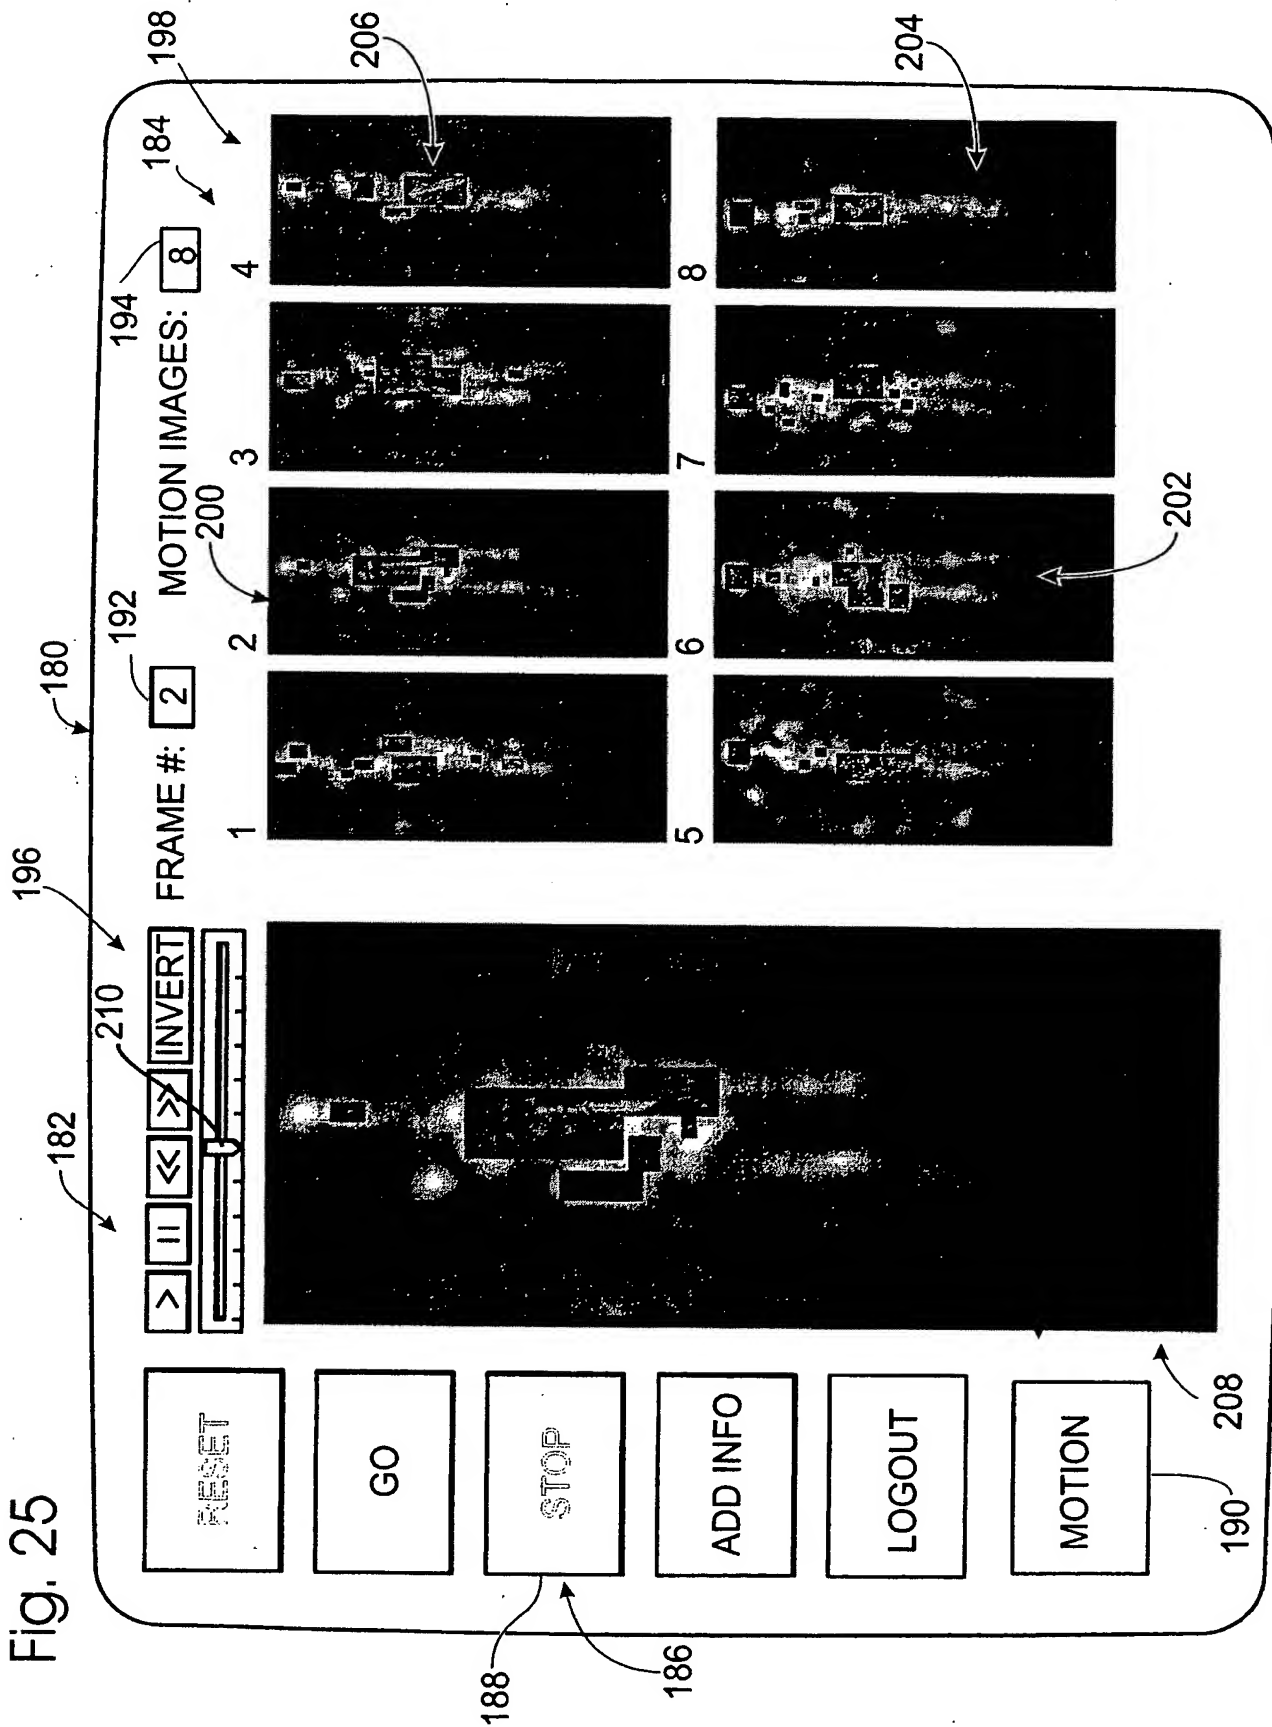 Fig. 25
180
182
196
210
192
194
184
198
RESET
GO
STOP
ADD INFO
LOGOUT
MOTION
> || << >> INVERT
FRAME #: 2
MOTION IMAGES: 8
200
1 2 3 4
206
5 6 7 8
204
202
188
186
190
208